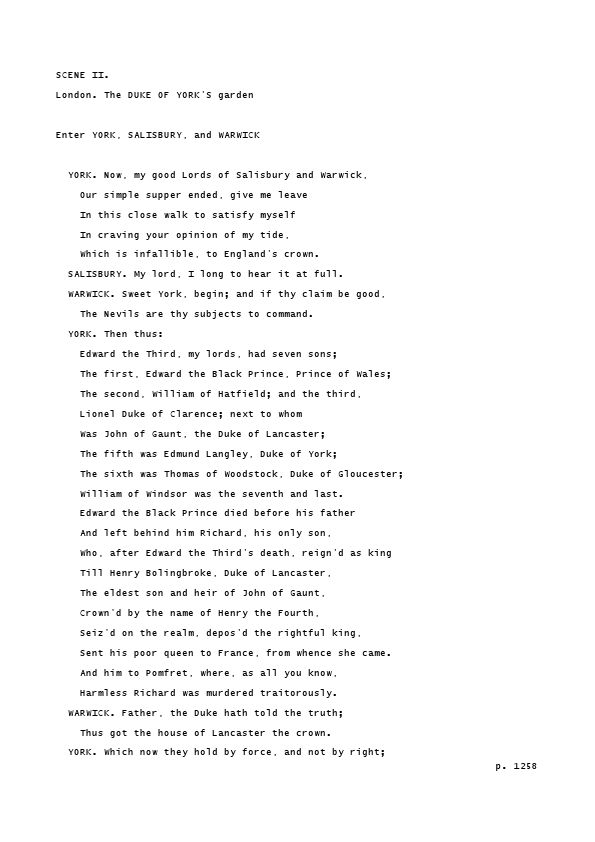 SCENE II.
London. The DUKE OF YORK'S garden
Enter YORK, SALISBURY, and WARWICK
YORK. Now, my good Lords of Salisbury and Warwick,
Our simple supper ended, give me leave
In this close walk to satisfy myself
In craving your opinion of my tide,
Which is infallible, to England's crown.
SALISBURY. My lord, I long to hear it at full.
WARWICK. Sweet York, begin; and if thy claim be good,
The Nevils are thy subjects to command.
YORK. Then thus:
Edward the Third, my lords, had seven sons;
The first, Edward the Black Prince, Prince of Wales;
The second, William of Hatfield; and the third,
Lionel Duke of Clarence; next to whom
Was John of Gaunt, the Duke of Lancaster;
The fifth was Edmund Langley, Duke of York;
The sixth was Thomas of Woodstock, Duke of Gloucester;
William of Windsor was the seventh and last.
Edward the Black Prince died before his father
And left behind him Richard, his only son,
Who, after Edward the Third's death, reign'd as king
Till Henry Bolingbroke, Duke of Lancaster,
The eldest son and heir of John of Gaunt,
Crown'd by the name of Henry the Fourth,
Seiz'd on the realm, depos'd the rightful king,
Sent his poor queen to France, from whence she came.
And him to Pomfret, where, as all you know,
Harmless Richard was murdered traitorously.
WARWICK. Father, the Duke hath told the truth;
Thus got the house of Lancaster the crown.
YORK. Which now they hold by force, and not by right;
p. 1258